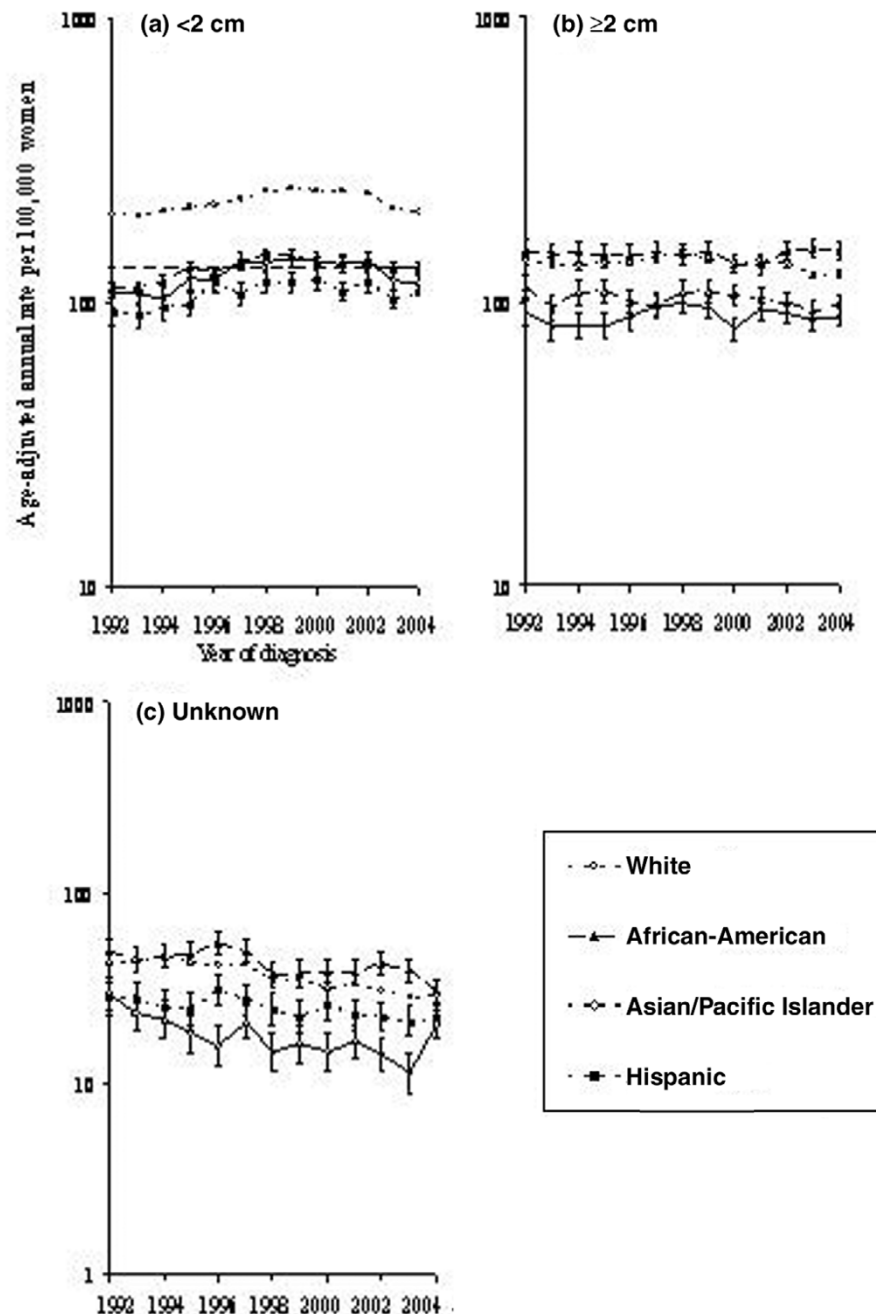 (a) <2 cm
1000
100
10
1992 1994 1996 1998 2000 2002 2004
Year of diagnosis
Age-adjusted annual rate per 100,000 women
(b) ≥2 cm
1000
100
10
1992 1994 1996 1998 2000 2002 2004
(c) Unknown
1000
100
10
1
1992 1994 1996 1998 2000 2002 2004
White
African-American
Asian/Pacific Islander
Hispanic